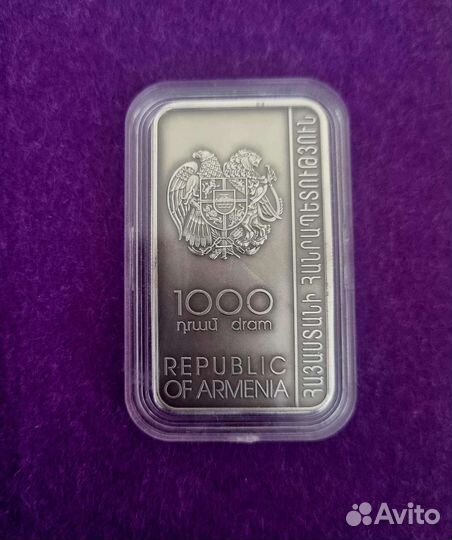 1000
դրամ dram
REPUBLIC
OF ARMENIA
ՀԱՅԱՍՏԱՆԻ ՀԱՆՐԱՊԵՏՈՒԹՅՈՒՆ
Avito